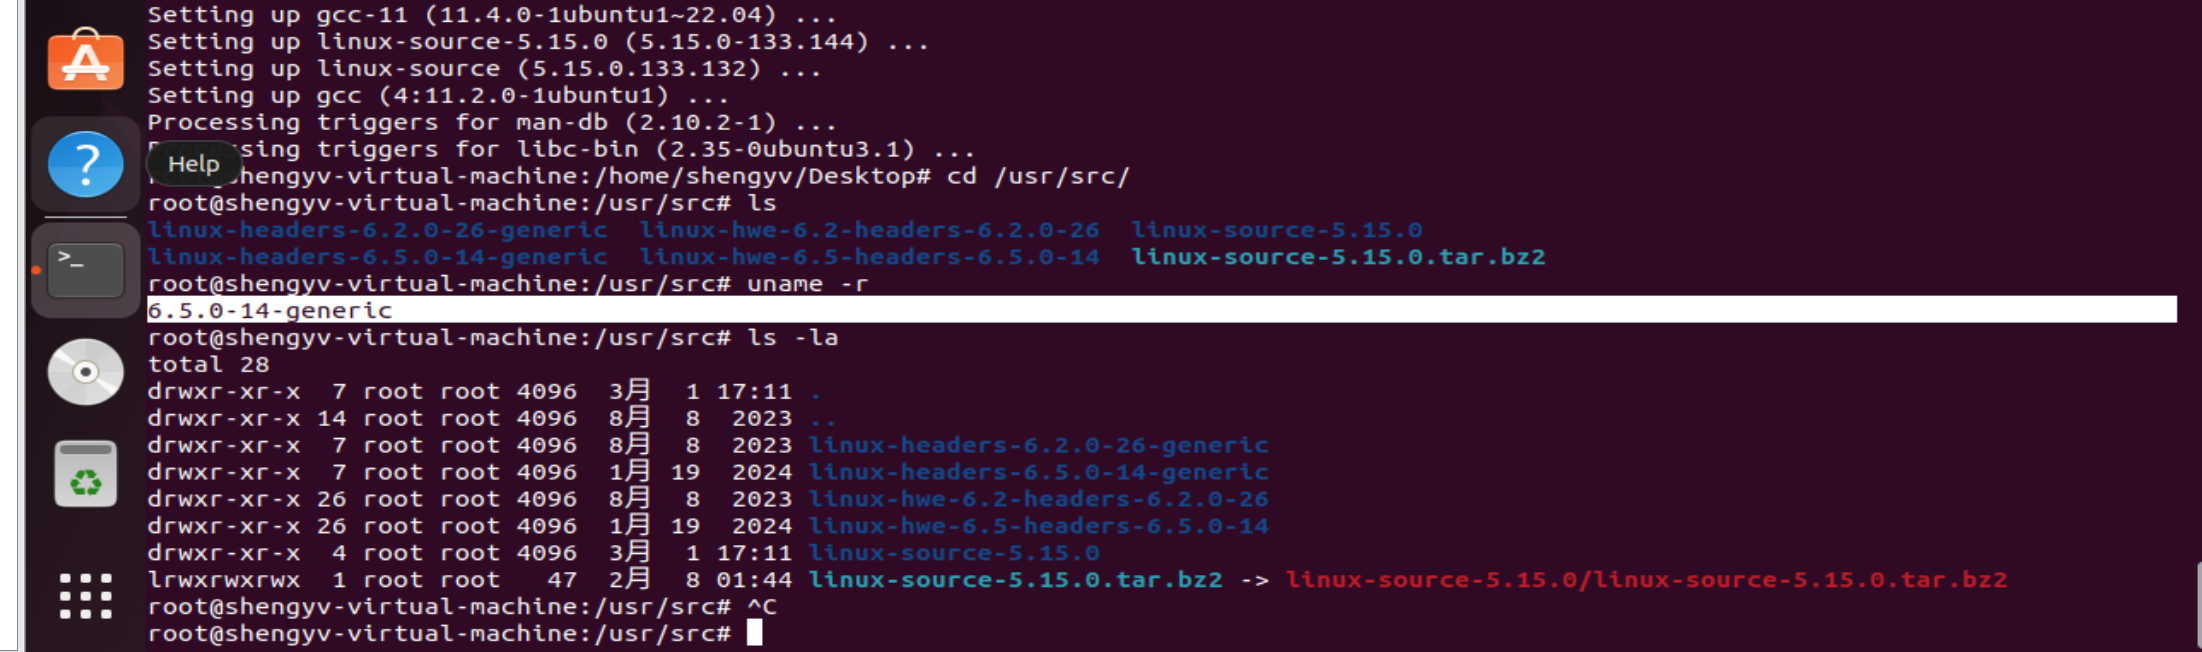 Setting up gcc-11 (11.4.0-1ubuntu1~22.04) ...
Setting up linux-source-5.15.0 (5.15.0-133.144) ...
Setting up linux-source (5.15.0.133.132) ...
Setting up gcc (4:11.2.0-1ubuntu1) ...
Processing triggers for man-db (2.10.2-1) ...
sing triggers for libc-bin (2.35-0ubuntu3.1) ...
Help
shengyv-virtual-machine:/home/shengyv/Desktop# cd /usr/src/
root@shengyv-virtual-machine:/usr/src# ls
linux-headers-6.2.0-26-generic  linux-hwe-6.2-headers-6.2.0-26  linux-source-5.15.0
linux-headers-6.5.0-14-generic  linux-hwe-6.5-headers-6.5.0-14  linux-source-5.15.0.tar.bz2
root@shengyv-virtual-machine:/usr/src# uname -r
6.5.0-14-generic
root@shengyv-virtual-machine:/usr/src# ls -la
total 28
drwxr-xr-x  7 root root 4096  3月   1 17:11 .
drwxr-xr-x 14 root root 4096  8月   8  2023 ..
drwxr-xr-x  7 root root 4096  8月   8  2023 linux-headers-6.2.0-26-generic
drwxr-xr-x  7 root root 4096  1月  19  2024 linux-headers-6.5.0-14-generic
drwxr-xr-x 26 root root 4096  8月   8  2023 linux-hwe-6.2-headers-6.2.0-26
drwxr-xr-x 26 root root 4096  1月  19  2024 linux-hwe-6.5-headers-6.5.0-14
drwxr-xr-x  4 root root 4096  3月   1 17:11 linux-source-5.15.0
lrwxrwxrwx  1 root root   47  2月   8 01:44 linux-source-5.15.0.tar.bz2 -> linux-source-5.15.0/linux-source-5.15.0.tar.bz2
root@shengyv-virtual-machine:/usr/src# ^C
root@shengyv-virtual-machine:/usr/src#